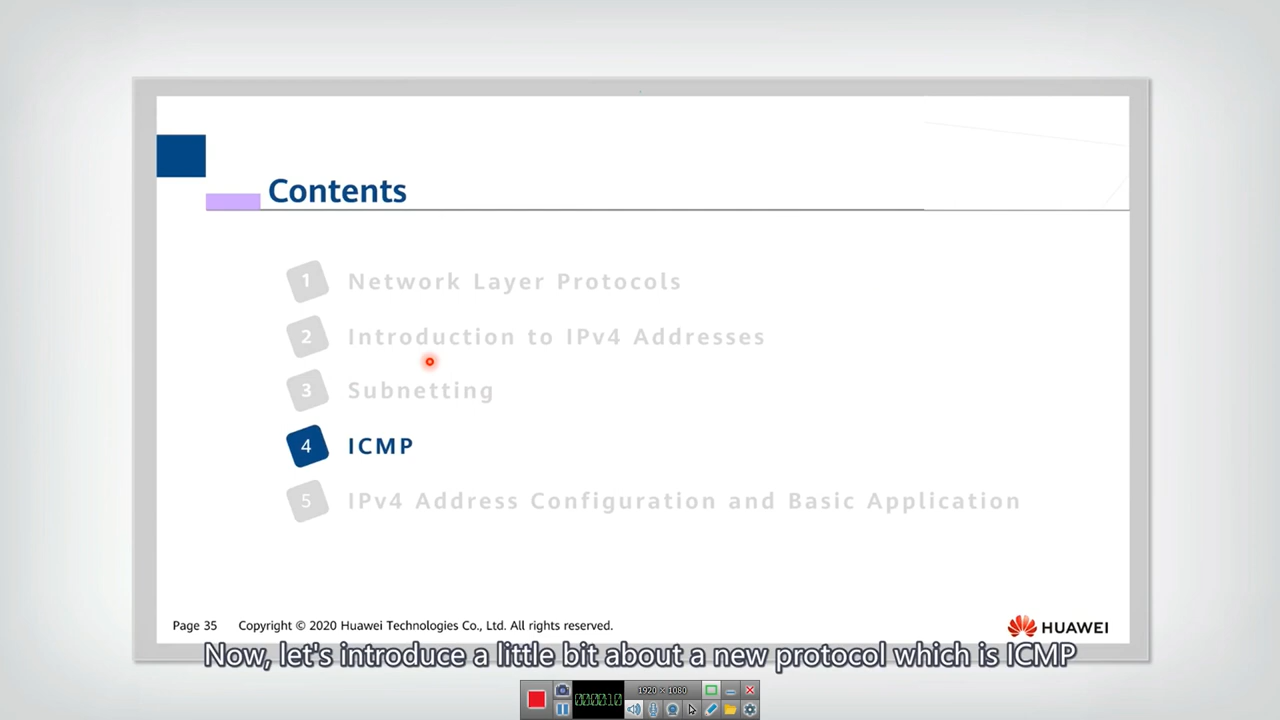 Contents
1 Network Layer Protocols
2 Introduction to IPv4 Addresses
3 Subnetting
4 ICMP
5 IPv4 Address Configuration and Basic Application
Page 35 Copyright © 2020 Huawei Technologies Co., Ltd. All rights reserved.
HUAWEI
Now, let's introduce a little bit about a new protocol which is ICMP
1920 × 1080
000010